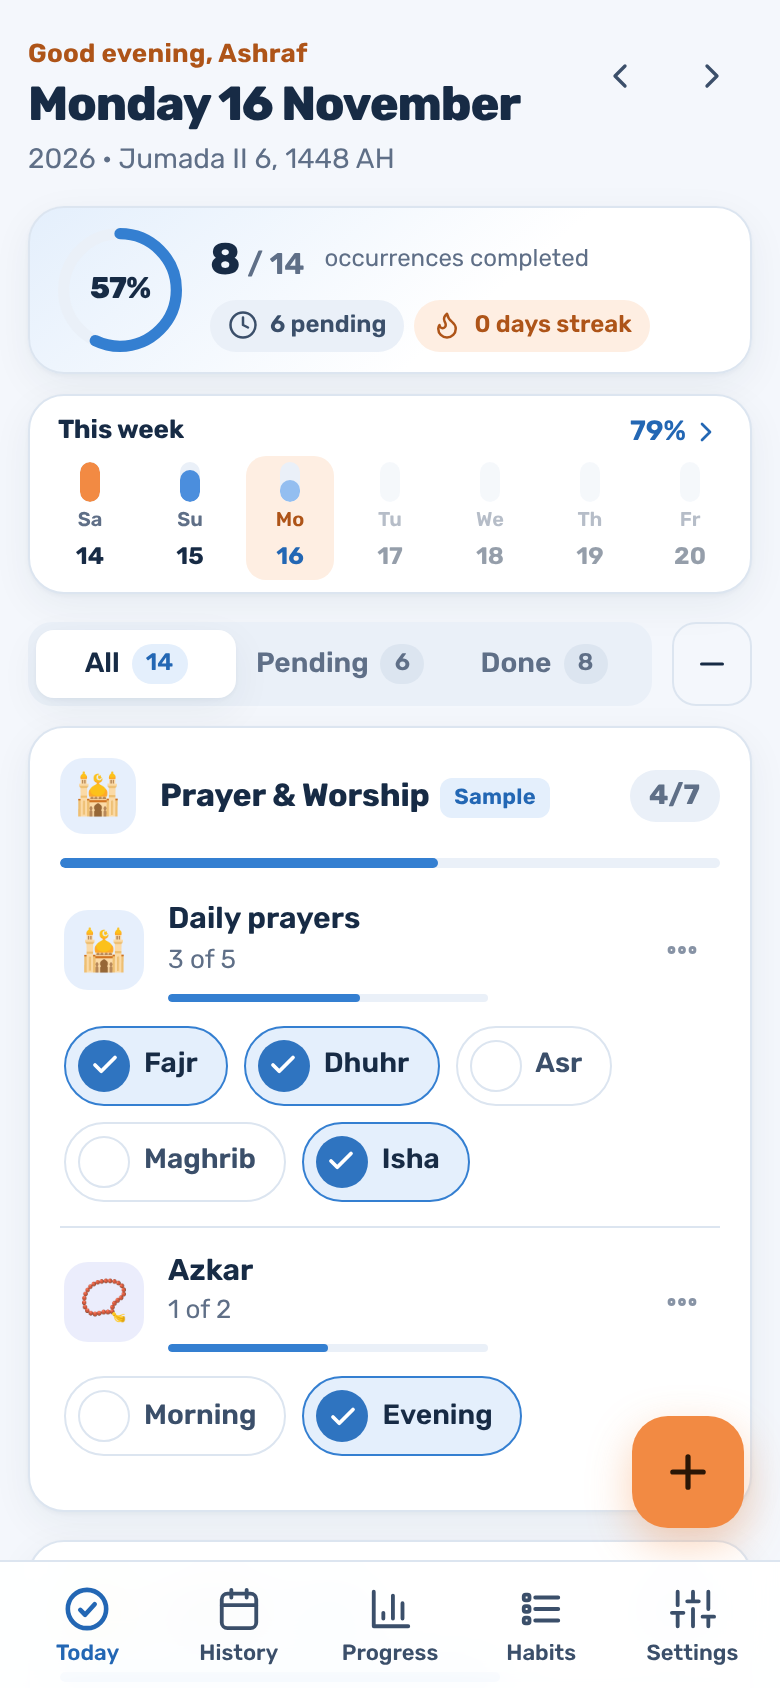 Good evening, Ashraf
Monday 16 November
2026 • Jumada II 6, 1448 AH
57%
8 / 14 occurrences completed
6 pending
0 days streak
This week
79%
Sa Su Mo Tu We Th Fr
14 15 16 17 18 19 20
All 14 Pending 6 Done 8
Prayer & Worship Sample 4/7
Daily prayers
3 of 5
Fajr Dhuhr Asr
Maghrib Isha
Azkar
1 of 2
Morning Evening
Today History Progress Habits Settings